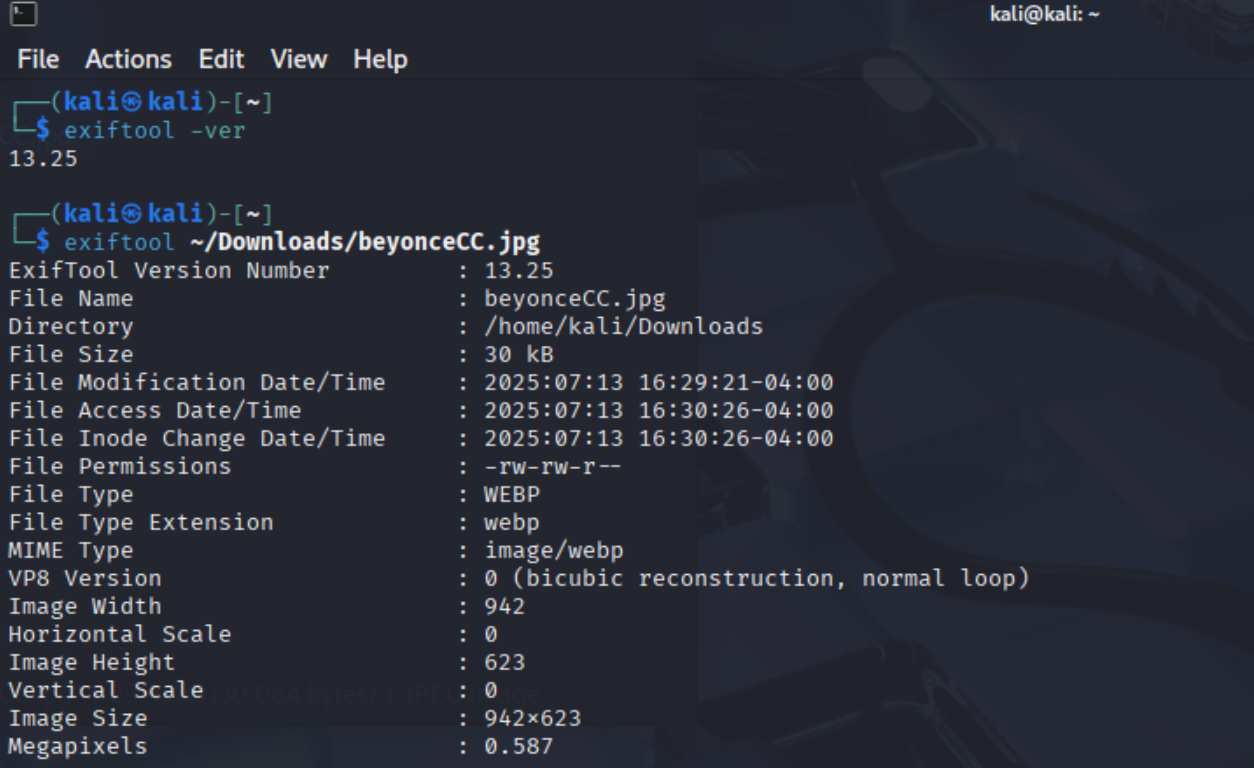 kali@kali: ~
File Actions Edit View Help
┌──(kali㉿kali)-[~]
└─$ exiftool -ver
13.25
┌──(kali㉿kali)-[~]
└─$ exiftool ~/Downloads/beyonceCC.jpg
ExifTool Version Number : 13.25
File Name : beyonceCC.jpg
Directory : /home/kali/Downloads
File Size : 30 kB
File Modification Date/Time : 2025:07:13 16:29:21-04:00
File Access Date/Time : 2025:07:13 16:30:26-04:00
File Inode Change Date/Time : 2025:07:13 16:30:26-04:00
File Permissions : -rw-rw-r--
File Type : WEBP
File Type Extension : webp
MIME Type : image/webp
VP8 Version : 0 (bicubic reconstruction, normal loop)
Image Width : 942
Horizontal Scale : 0
Image Height : 623
Vertical Scale : 0
Image Size : 942×623
Megapixels : 0.587